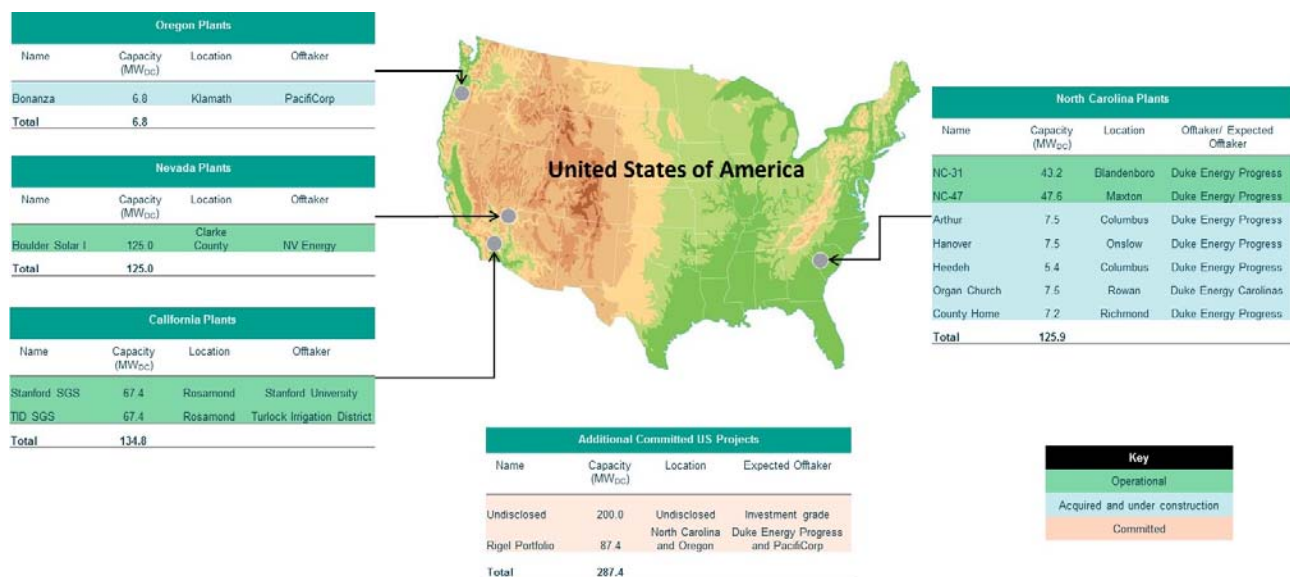 Oregon Plants
Name Capacity (MWDC) Location Offtaker
Bonanza 6.8 Klamath PacifiCorp
Total 6.8
Nevada Plants
Name Capacity (MWDC) Location Offtaker
Boulder Solar I 125.0 Clarke County NV Energy
Total 125.0
California Plants
Name Capacity (MWDC) Location Offtaker
Stanford SGS 67.4 Rosamond Stanford University
TID SGS 67.4 Rosamond Turlock Irrigation District
Total 134.8
United States of America
North Carolina Plants
Name Capacity (MWDC) Location Offtaker/ Expected Offtaker
NC-31 43.2 Blandenboro Duke Energy Progress
NC-47 47.6 Maxton Duke Energy Progress
Arthur 7.5 Columbus Duke Energy Progress
Hanover 7.5 Onslow Duke Energy Progress
Heedeh 5.4 Columbus Duke Energy Progress
Organ Church 7.5 Rowan Duke Energy Carolinas
County Home 7.2 Richmond Duke Energy Progress
Total 125.9
Additional Committed US Projects
Name Capacity (MWDC) Location Expected Offtaker
Undisclosed 200.0 Undisclosed Investment grade
Rigel Portfolio 87.4 North Carolina and Oregon Duke Energy Progress and PacifiCorp
Total 287.4
Key
Operational
Acquired and under construction
Committed